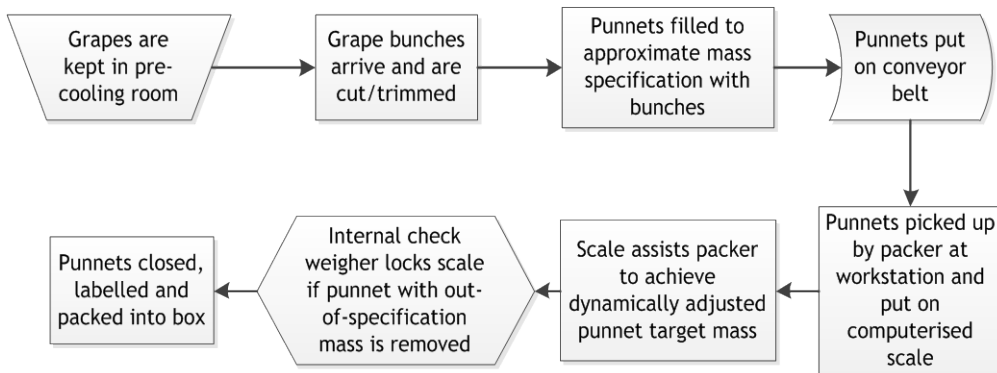 Grapes are
kept in pre-
cooling room
Grape bunches
arrive and are
cut/trimmed
Punnets filled to
approximate mass
specification with
bunches
Punnets put
on conveyor
belt
Punnets picked up
by packer at
workstation and
put on
computerised
scale
Scale assists packer
to achieve
dynamically adjusted
punnet target mass
Internal check
weigher locks scale
if punnet with out-
of-specification
mass is removed
Punnets closed,
labelled and
packed into box